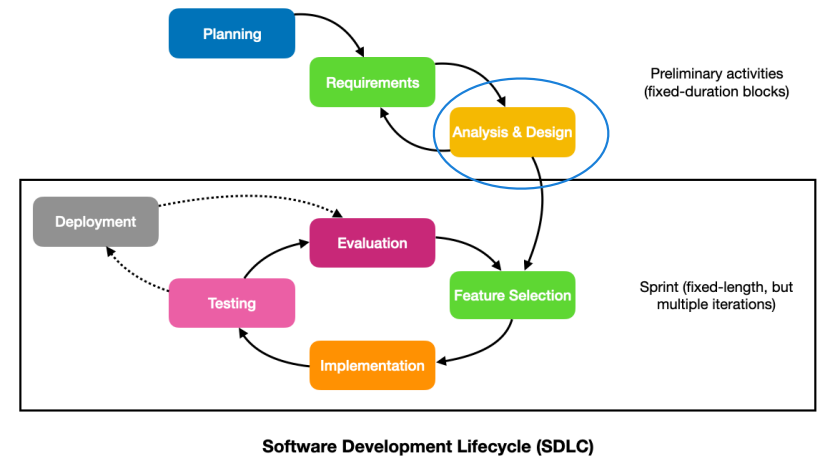 Planning
Requirements
Preliminary activities
(fixed-duration blocks)
Analysis & Design
Deployment
Evaluation
Feature Selection
Sprint (fixed-length, but
multiple iterations)
Testing
Implementation
Software Development Lifecycle (SDLC)